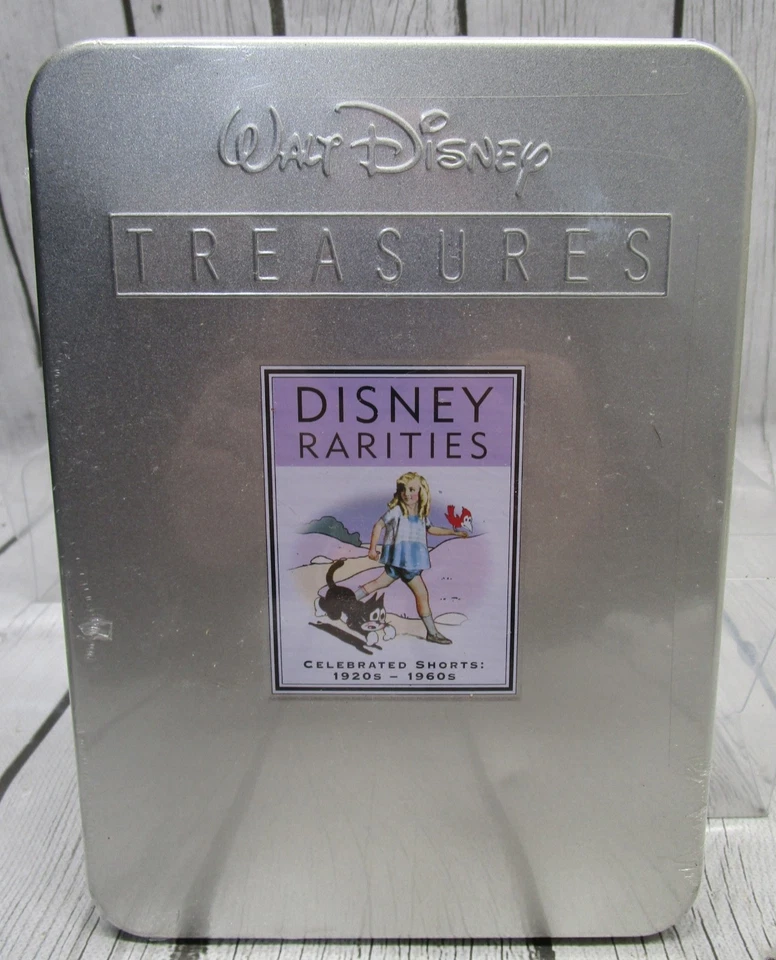 Walt Disney
TREASURES
DISNEY
RARITIES
CELEBRATED SHORTS:
1920s – 1960s